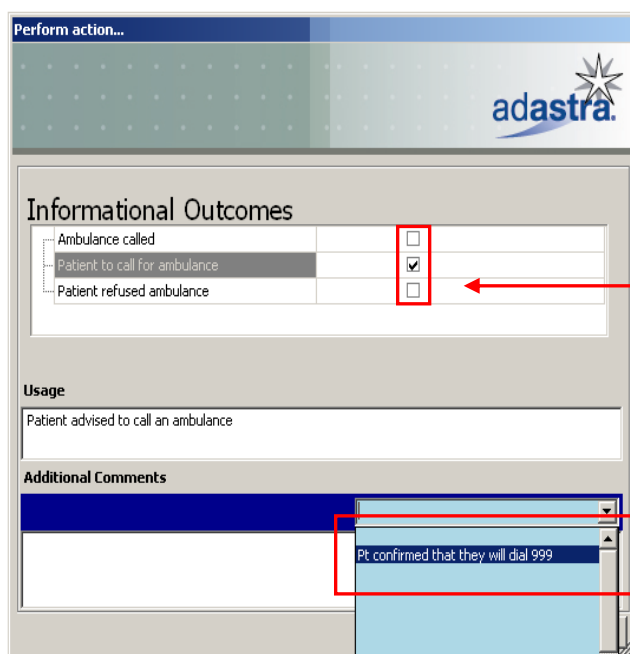 Perform action...
adastra.
Informational Outcomes
Ambulance called
Patient to call for ambulance
Patient refused ambulance
Usage
Patient advised to call an ambulance
Additional Comments
Pt confirmed that they will dial 999